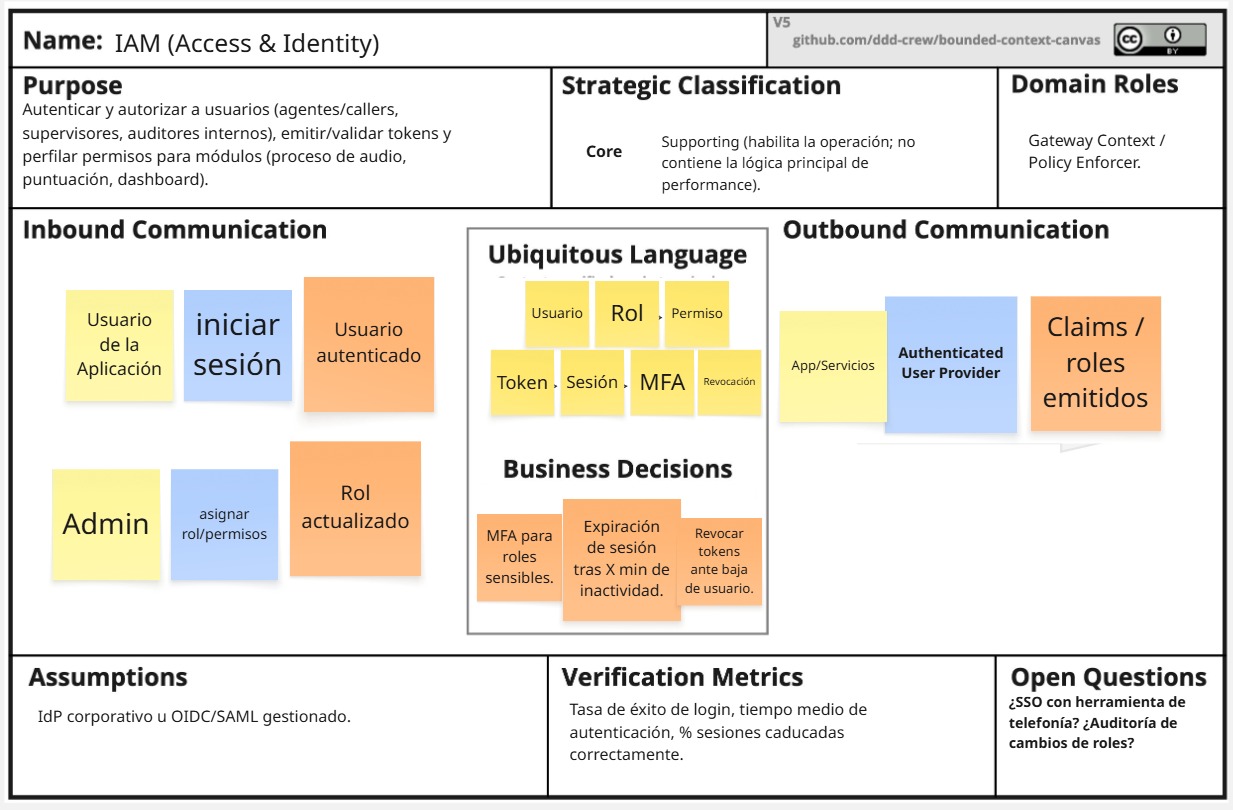 Name: IAM (Access & Identity)
V5
github.com/ddd-crew/bounded-context-canvas
cc
BY
Purpose
Autenticar y autorizar a usuarios (agentes/callers,
supervisores, auditores internos), emitir/validar tokens y
perfilar permisos para módulos (proceso de audio,
puntuación, dashboard).
Strategic Classification
Core
Supporting (habilita la operación; no
contiene la lógica principal de
performance).
Domain Roles
Gateway Context /
Policy Enforcer.
Inbound Communication
Usuario
de la
Aplicación
iniciar
sesión
Usuario
autenticado
Admin
asignar
rol/permisos
Rol
actualizado
Ubiquitous Language
Usuario
Rol
Permiso
Token
Sesión
MFA
Revocación
Business Decisions
MFA para
roles
sensibles.
Expiración
de sesión
tras X min de
inactividad.
Revocar
tokens
ante baja
de usuario.
Outbound Communication
App/Servicios
Authenticated
User Provider
Claims /
roles
emitidos
Assumptions
IdP corporativo u OIDC/SAML gestionado.
Verification Metrics
Tasa de éxito de login, tiempo medio de
autenticación, % sesiones caducadas
correctamente.
Open Questions
¿SSO con herramienta de
telefonía? ¿Auditoría de
cambios de roles?